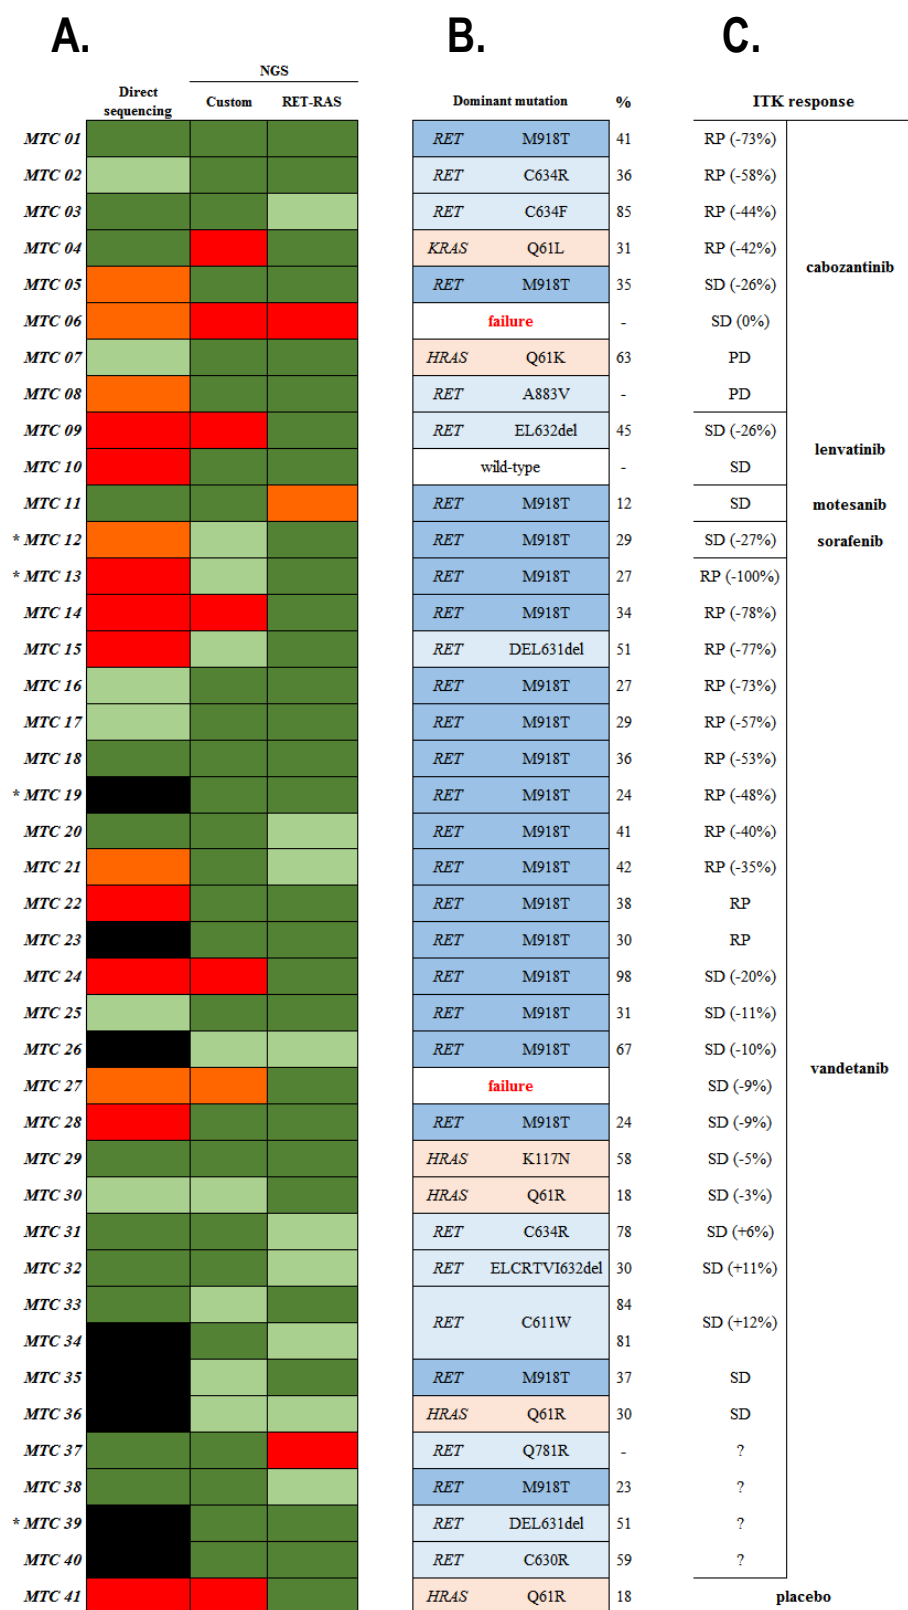 A. B. C.
NGS
Direct sequencing Custom RET-RAS Dominant mutation % ITK response
MTC 01 RET M918T 41 RP (-73%)
MTC 02 RET C634R 36 RP (-58%)
MTC 03 RET C634F 85 RP (-44%)
MTC 04 KRAS Q61L 31 RP (-42%)
cabozantinib
MTC 05 RET M918T 35 SD (-26%)
MTC 06 failure - SD (0%)
MTC 07 HRAS Q61K 63 PD
MTC 08 RET A883V - PD
MTC 09 RET EL632del 45 SD (-26%)
lenvatinib
MTC 10 wild-type - SD
MTC 11 RET M918T 12 SD motesanib
* MTC 12 RET M918T 29 SD (-27%) sorafenib
* MTC 13 RET M918T 27 RP (-100%)
MTC 14 RET M918T 34 RP (-78%)
MTC 15 RET DEL631del 51 RP (-77%)
MTC 16 RET M918T 27 RP (-73%)
MTC 17 RET M918T 29 RP (-57%)
MTC 18 RET M918T 36 RP (-53%)
* MTC 19 RET M918T 24 RP (-48%)
MTC 20 RET M918T 41 RP (-40%)
MTC 21 RET M918T 42 RP (-35%)
MTC 22 RET M918T 38 RP
MTC 23 RET M918T 30 RP
MTC 24 RET M918T 98 SD (-20%)
MTC 25 RET M918T 31 SD (-11%)
MTC 26 RET M918T 67 SD (-10%)
vandetanib
MTC 27 failure SD (-9%)
MTC 28 RET M918T 24 SD (-9%)
MTC 29 HRAS K117N 58 SD (-5%)
MTC 30 HRAS Q61R 18 SD (-3%)
MTC 31 RET C634R 78 SD (+6%)
MTC 32 RET ELCRTVI632del 30 SD (+11%)
MTC 33 84
RET C611W SD (+12%)
MTC 34 81
MTC 35 RET M918T 37 SD
MTC 36 HRAS Q61R 30 SD
MTC 37 RET Q781R - ?
MTC 38 RET M918T 23 ?
* MTC 39 RET DEL631del 51 ?
MTC 40 RET C630R 59 ?
MTC 41 HRAS Q61R 18 placebo